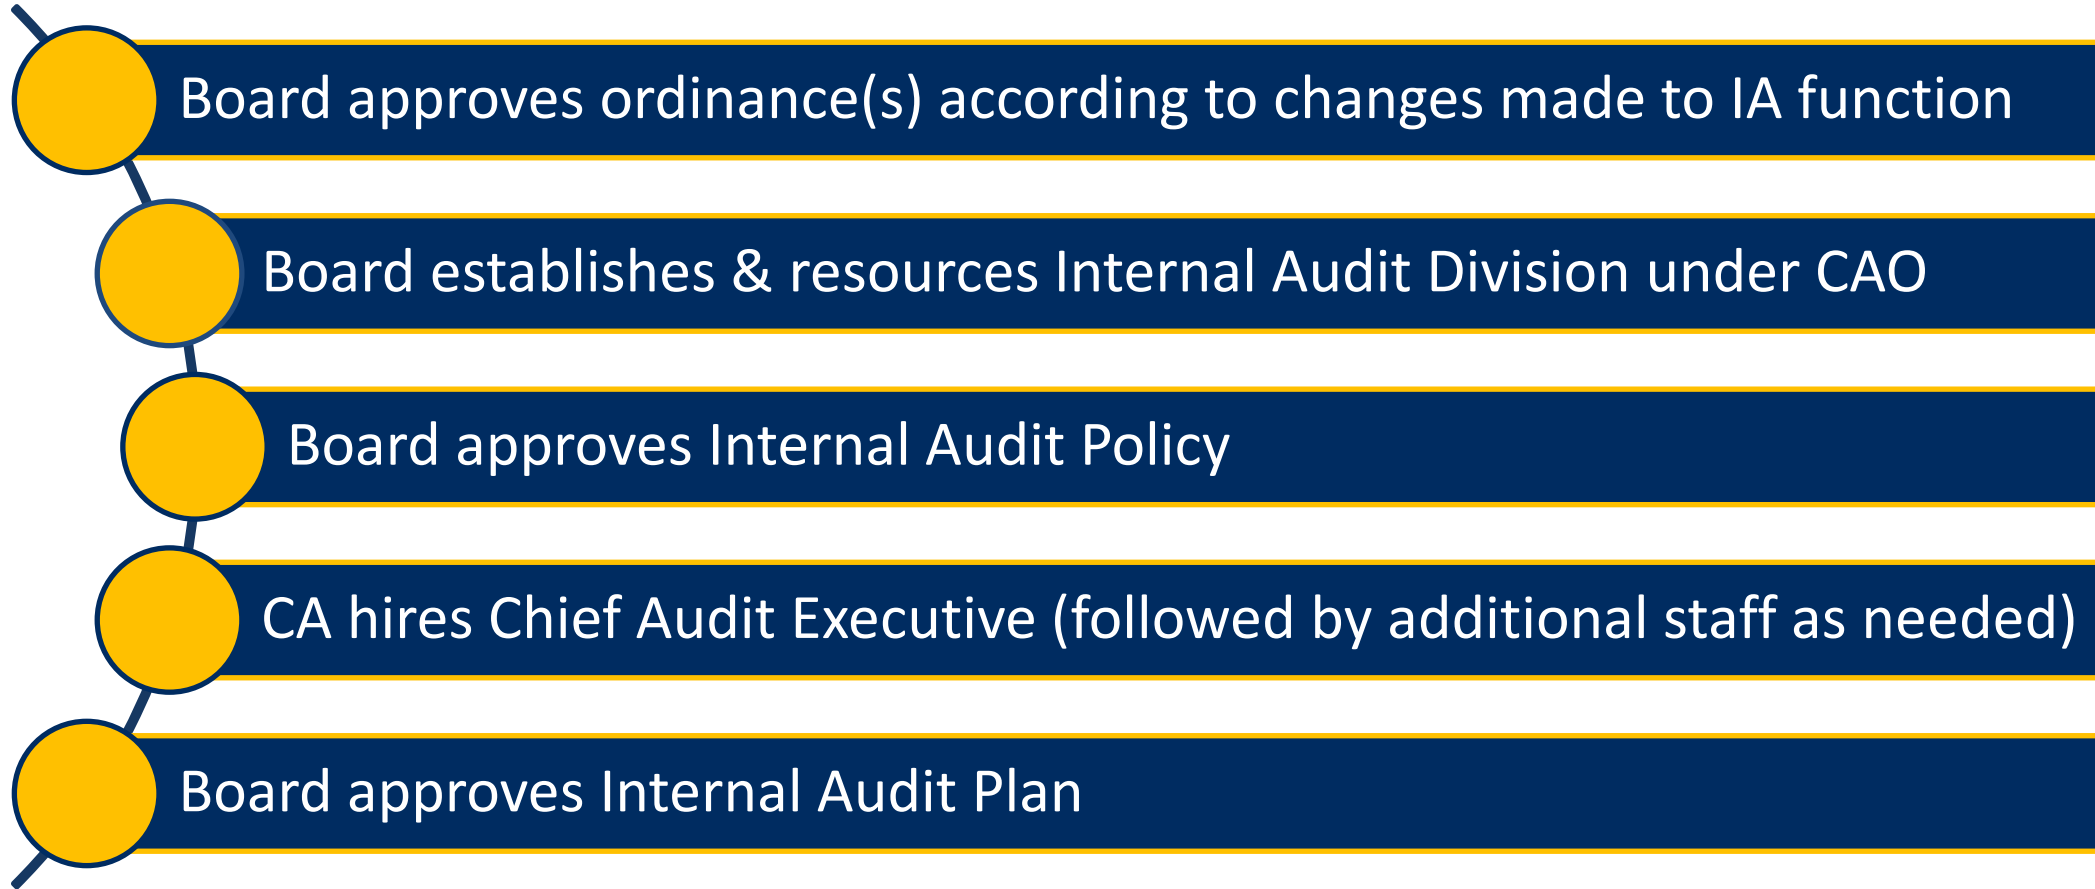 Board approves ordinance(s) according to changes made to IA function
Board establishes & resources Internal Audit Division under CAO
Board approves Internal Audit Policy
CA hires Chief Audit Executive (followed by additional staff as needed)
Board approves Internal Audit Plan